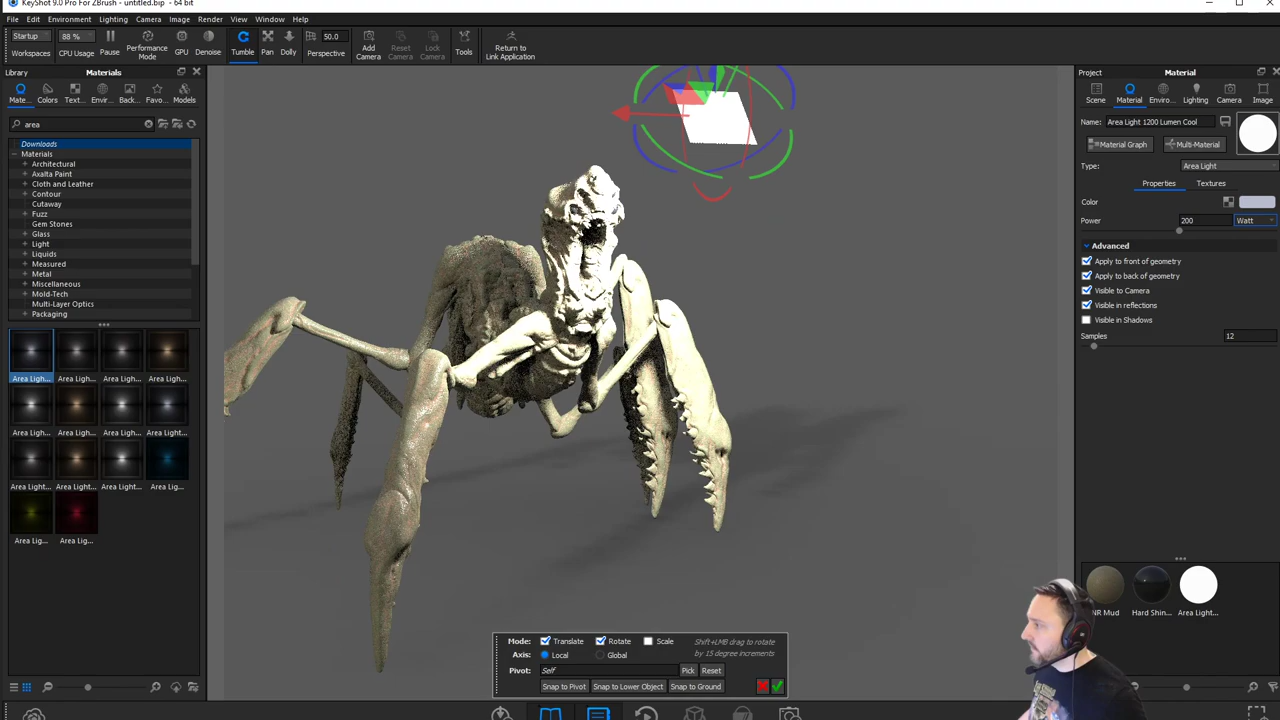 KeyShot 9.0 Pro For ZBrush - untitled.bip - 64 bit
File Edit Environment Lighting Camera Image Render View Window Help
Startup 88 % 50.0
Workspaces CPU Usage Pause Performance Mode GPU Denoise Tumble Pan Dolly Perspective Add Camera Reset Camera Lock Camera Tools Return to Link Application
Library Materials
Mate... Colors Text... Envir... Back... Favo... Models
area
Downloads
Materials
Architectural
Axalta Paint
Cloth and Leather
Contour
Cutaway
Fuzz
Gem Stones
Glass
Light
Liquids
Measured
Metal
Miscellaneous
Mold-Tech
Multi-Layer Optics
Packaging
Area Ligh... Area Ligh... Area Ligh... Area Ligh...
Area Ligh... Area Ligh... Area Ligh... Area Light...
Area Light... Area Ligh... Area Light... Area Lig...
Area Lig... Area Lig...
Project Material
Scene Material Enviro... Lighting Camera Image
Name: Area Light 1200 Lumen Cool
Material Graph Multi-Material
Type: Area Light
Properties Textures
Color
Power 200 Watt
Advanced
Apply to front of geometry
Apply to back of geometry
Visible to Camera
Visible in reflections
Visible in Shadows
Samples 12
NR Mud Hard Shin... Area Light...
Mode: Translate Rotate Scale Shift+LMB drag to rotate
by 15 degree increments
Axis: Local Global
Pivot: Self Pick Reset
Snap to Pivot Snap to Lower Object Snap to Ground